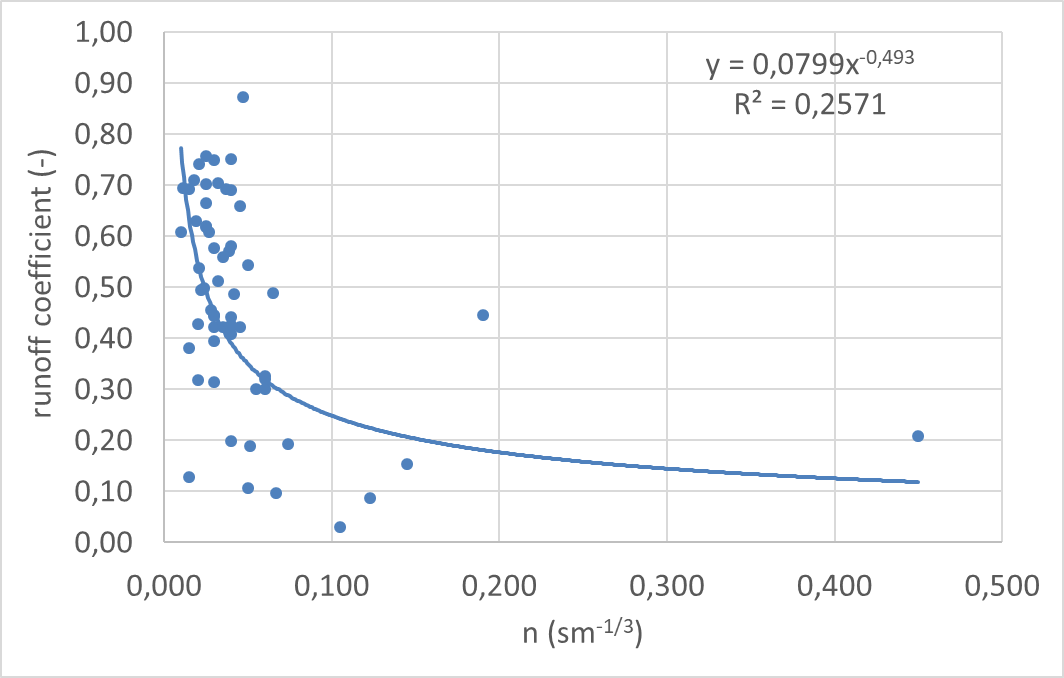 1,00
0,90
0,80
0,70
0,60
0,50
0,40
0,30
0,20
0,10
0,00
runoff coefficient (-)
y = 0,0799x⁻⁰,⁴⁹³
R² = 0,2571
0,000 0,100 0,200 0,300 0,400 0,500
n (sm⁻¹/³)